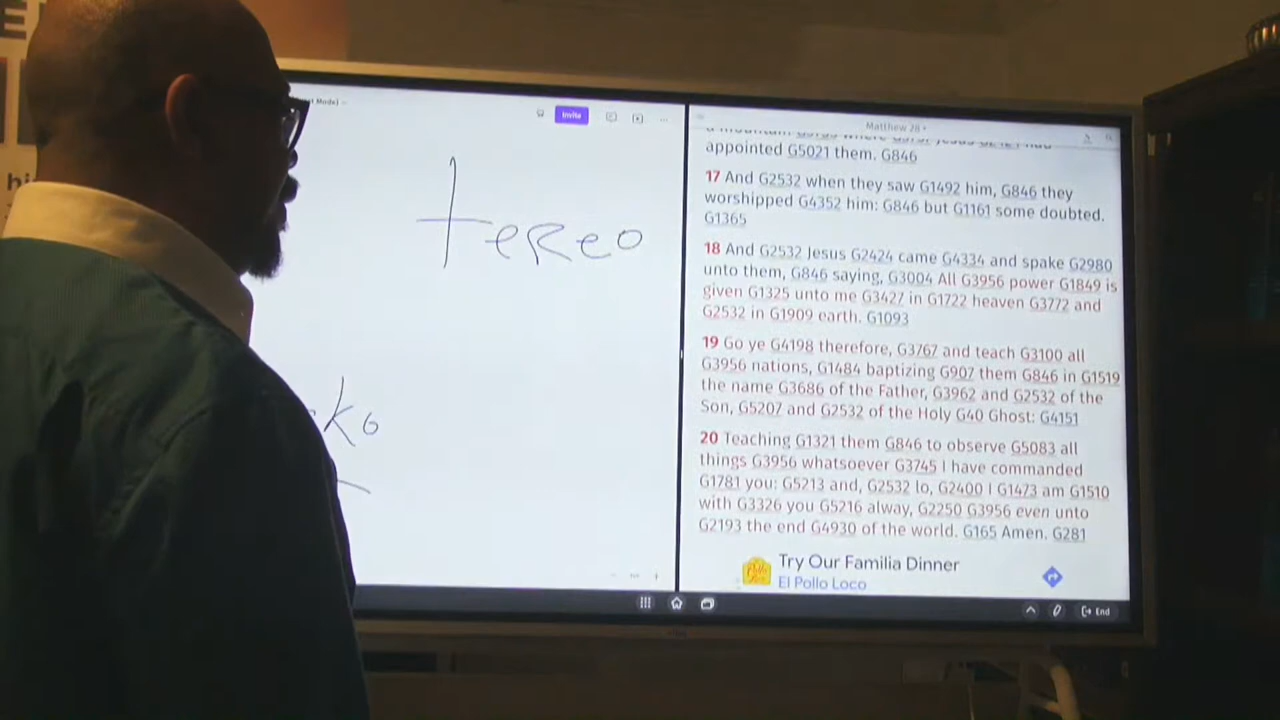 Invite
tereo
Matthew 28
appointed G5021 them. G846
17 And G2532 when they saw G1492 him, G846 they
worshipped G4352 him: G846 but G1161 some doubted.
G1365
18 And G2532 Jesus G2424 came G4334 and spake G2980
unto them, G846 saying, G3004 All G3956 power G1849 is
given G1325 unto me G3427 in G1722 heaven G3772 and
G2532 in G1909 earth. G1093
19 Go ye G4198 therefore, G3767 and teach G3100 all
G3956 nations, G1484 baptizing G907 them G846 in G1519
the name G3686 of the Father, G3962 and G2532 of the
Son, G5207 and G2532 of the Holy G40 Ghost: G4151
20 Teaching G1321 them G846 to observe G5083 all
things G3956 whatsoever G3745 I have commanded
G1781 you: G5213 and, G2532 lo, G2400 I G1473 am G1510
with G3326 you G5216 alway, G2250 G3956 even unto
G2193 the end G4930 of the world. G165 Amen. G281
Try Our Familia Dinner
El Pollo Loco
End